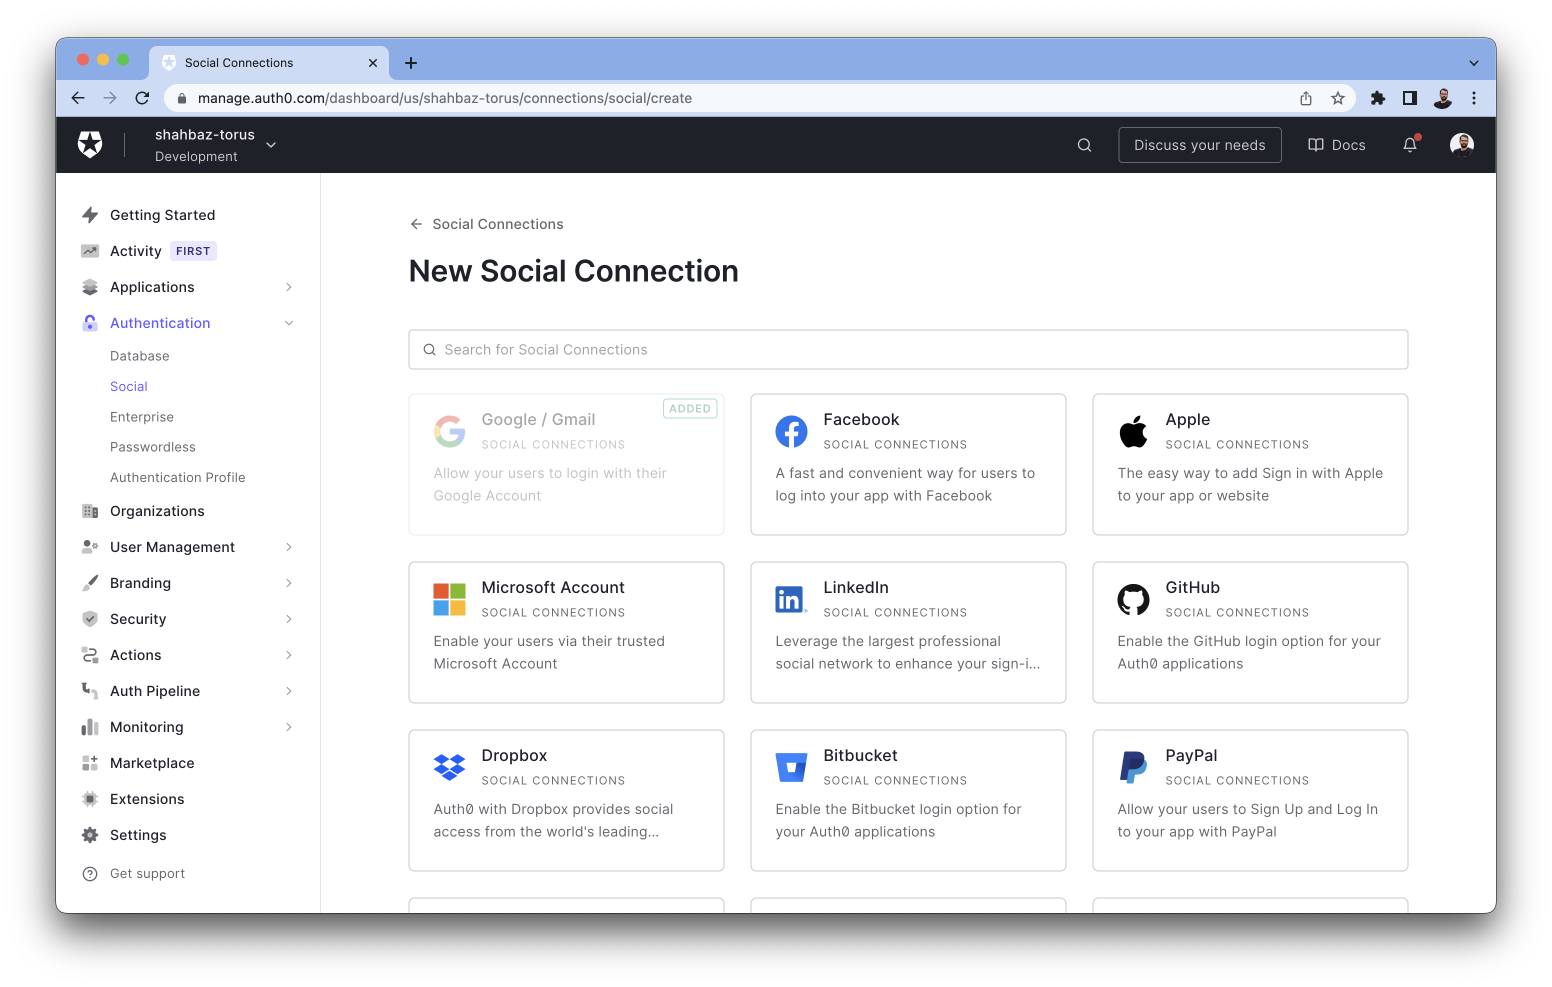 Social Connections
manage.auth0.com/dashboard/us/shahbaz-torus/connections/social/create
shahbaz-torus
Development
Discuss your needs
Docs
Getting Started
Activity FIRST
Applications
Authentication
Database
Social
Enterprise
Passwordless
Authentication Profile
Organizations
User Management
Branding
Security
Actions
Auth Pipeline
Monitoring
Marketplace
Extensions
Settings
Get support
Social Connections
New Social Connection
Search for Social Connections
ADDED
Google / Gmail
SOCIAL CONNECTIONS
Allow your users to login with their
Google Account
Facebook
SOCIAL CONNECTIONS
A fast and convenient way for users to
log into your app with Facebook
Apple
SOCIAL CONNECTIONS
The easy way to add Sign in with Apple
to your app or website
Microsoft Account
SOCIAL CONNECTIONS
Enable your users via their trusted
Microsoft Account
in
LinkedIn
SOCIAL CONNECTIONS
Leverage the largest professional
social network to enhance your sign-i...
GitHub
SOCIAL CONNECTIONS
Enable the GitHub login option for your
Auth0 applications
Dropbox
SOCIAL CONNECTIONS
Auth0 with Dropbox provides social
access from the world's leading...
Bitbucket
SOCIAL CONNECTIONS
Enable the Bitbucket login option for
your Auth0 applications
PayPal
SOCIAL CONNECTIONS
Allow your users to Sign Up and Log In
to your app with PayPal